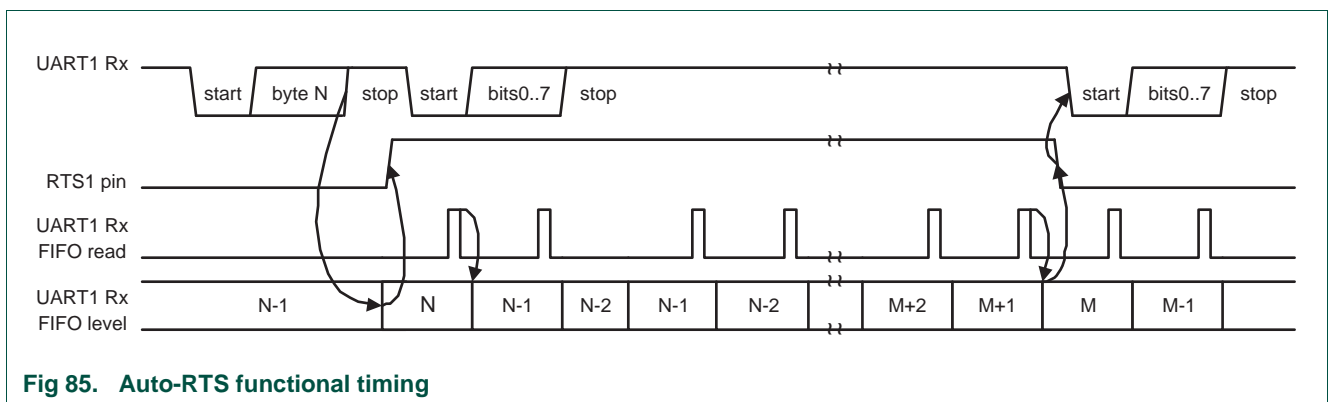 UART1 Rx
start byte N stop start bits0..7 stop start bits0..7 stop
RTS1 pin
UART1 Rx
FIFO read
UART1 Rx
FIFO level
N-1 N N-1 N-2 N-1 N-2 M+2 M+1 M M-1
Fig 85. Auto-RTS functional timing